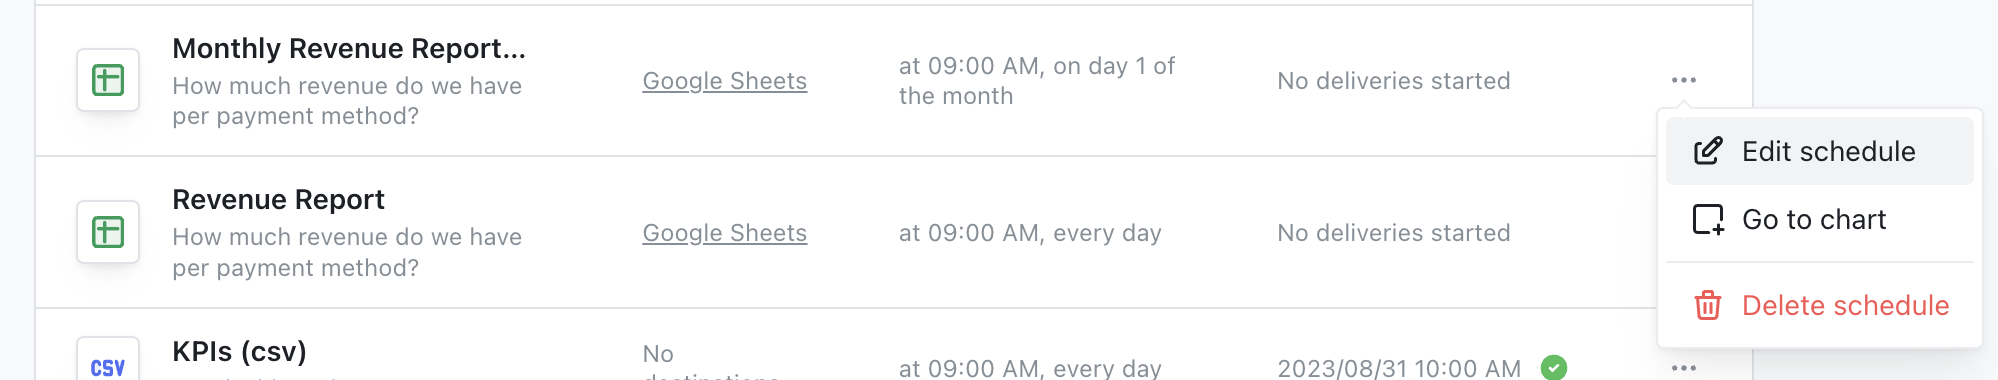 Monthly Revenue Report...
How much revenue do we have
per payment method?
Google Sheets
at 09:00 AM, on day 1 of
the month
No deliveries started
Edit schedule
Go to chart
Delete schedule
Revenue Report
How much revenue do we have
per payment method?
Google Sheets
at 09:00 AM, every day
No deliveries started
CSV
KPIs (csv)
No
at 09:00 AM, every day
2023/08/31 10:00 AM